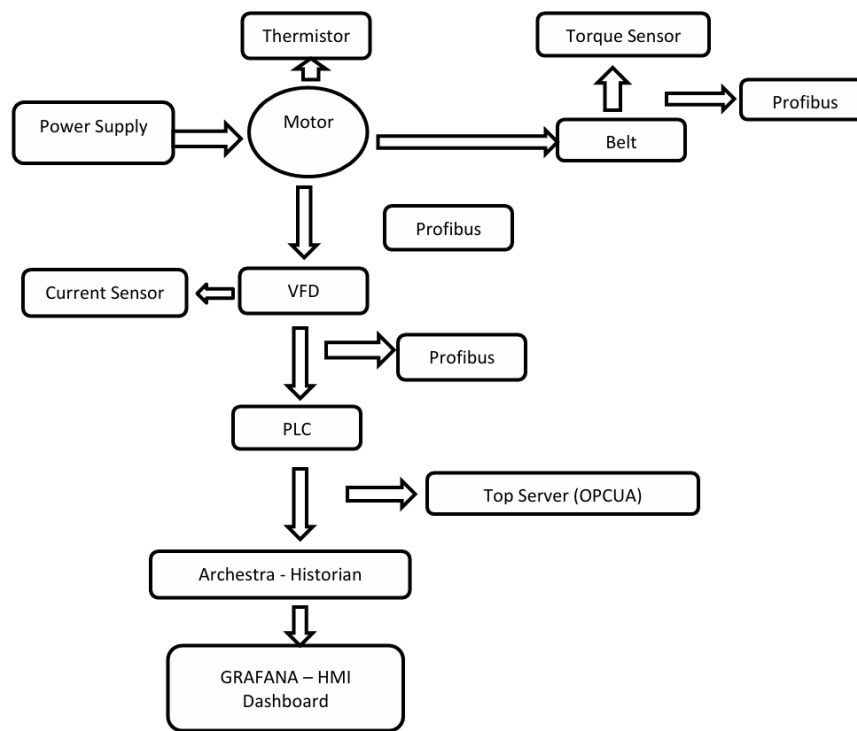 Thermistor
Torque Sensor
Power Supply
Motor
Profibus
Belt
Profibus
Current Sensor
VFD
Profibus
PLC
Top Server (OPCUA)
Archestra - Historian
GRAFANA – HMI
Dashboard